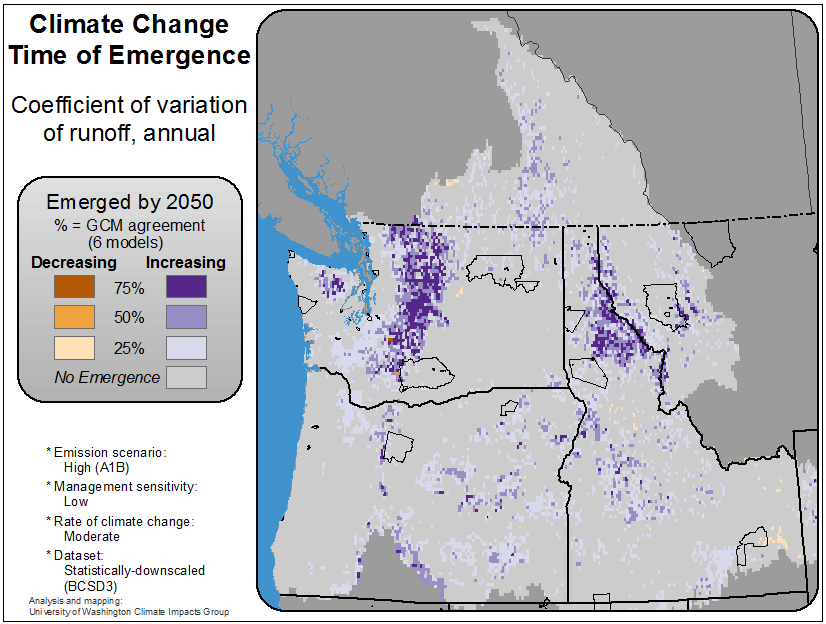 Climate Change
Time of Emergence
Coefficient of variation
of runoff, annual
Emerged by 2050
% = GCM agreement
(6 models)
Decreasing Increasing
75%
50%
25%
No Emergence
* Emission scenario:
High (A1B)
* Management sensitivity:
Low
* Rate of climate change:
Moderate
* Dataset:
Statistically-downscaled
(BCSD3)
Analysis and mapping:
University of Washington Climate Impacts Group